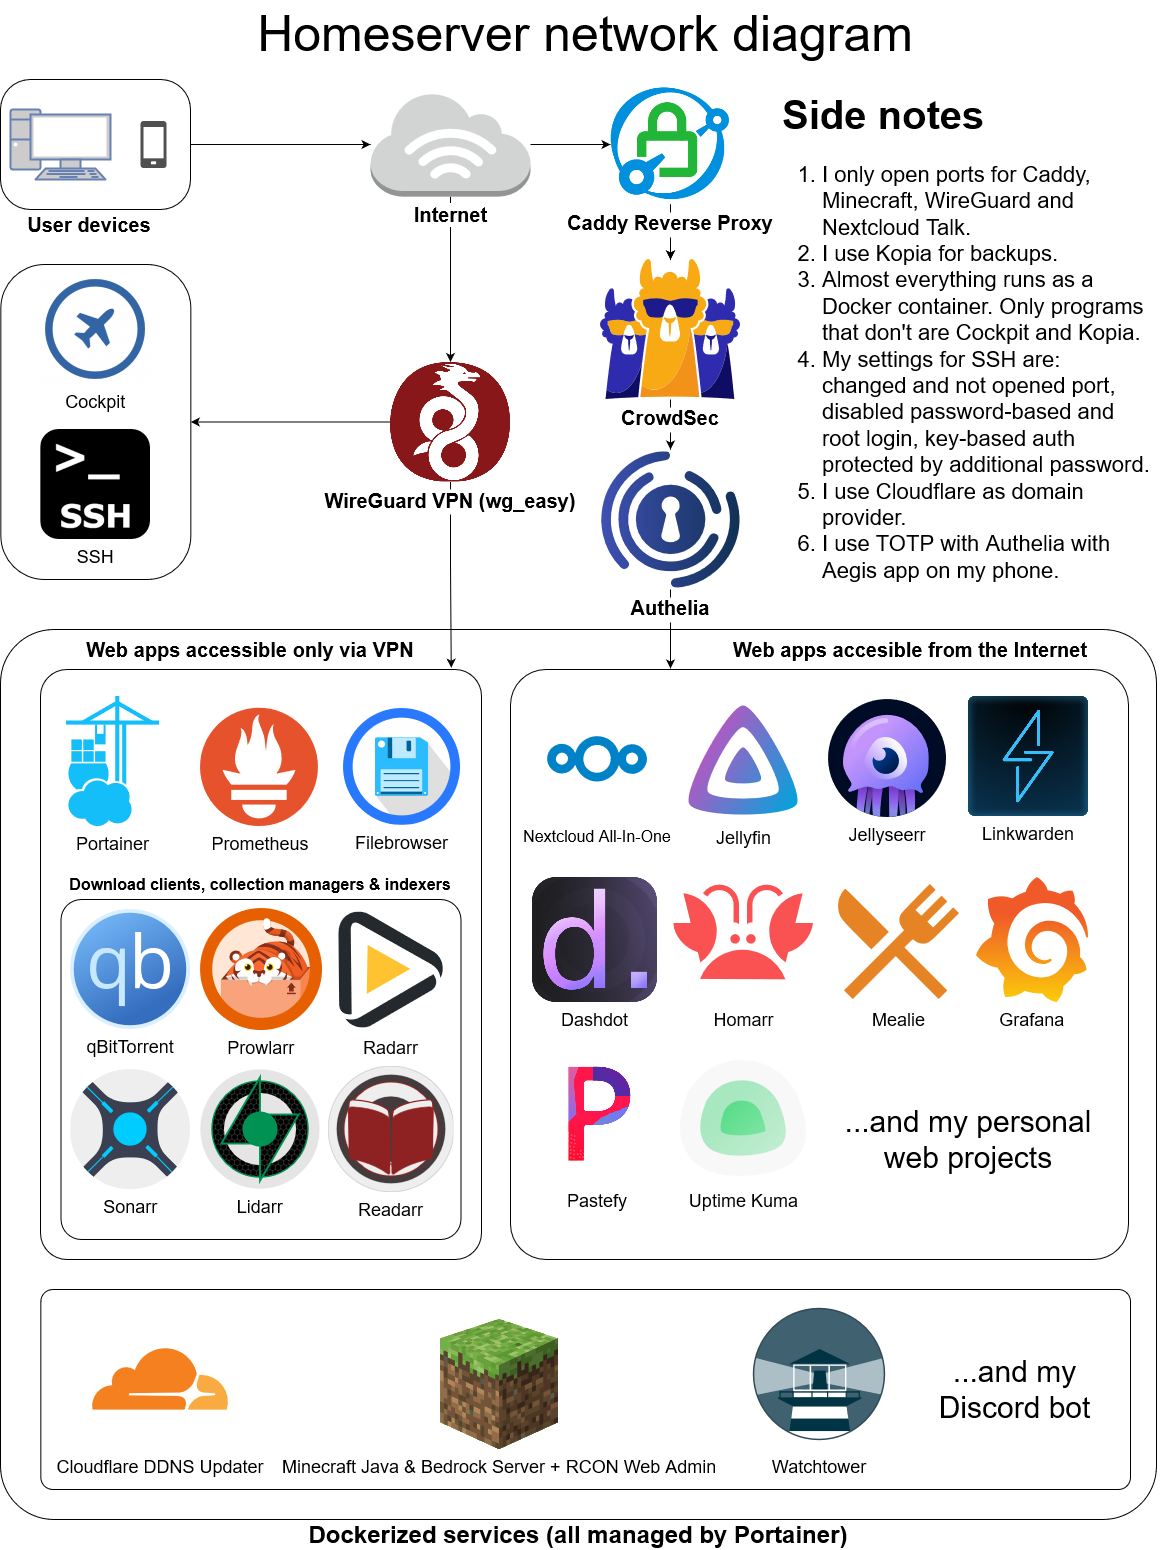 Homeserver network diagram
User devices
Internet
Caddy Reverse Proxy
Side notes
1. I only open ports for Caddy,
Minecraft, WireGuard and
Nextcloud Talk.
2. I use Kopia for backups.
3. Almost everything runs as a
Docker container. Only programs
that don't are Cockpit and Kopia.
4. My settings for SSH are:
changed and not opened port,
disabled password-based and
root login, key-based auth
protected by additional password.
5. I use Cloudflare as domain
provider.
6. I use TOTP with Authelia with
Aegis app on my phone.
Cockpit
>_
SSH
SSH
WireGuard VPN (wg_easy)
CrowdSec
Authelia
Web apps accessible only via VPN
Portainer
Prometheus
Filebrowser
Download clients, collection managers & indexers
qb
qBitTorrent
Prowlarr
Radarr
Sonarr
Lidarr
Readarr
Web apps accesible from the Internet
Nextcloud All-In-One
Jellyfin
Jellyseerr
Linkwarden
d.
Dashdot
Homarr
Mealie
Grafana
P
Pastefy
Uptime Kuma
...and my personal
web projects
Cloudflare DDNS Updater
Minecraft Java & Bedrock Server + RCON Web Admin
Watchtower
...and my
Discord bot
Dockerized services (all managed by Portainer)